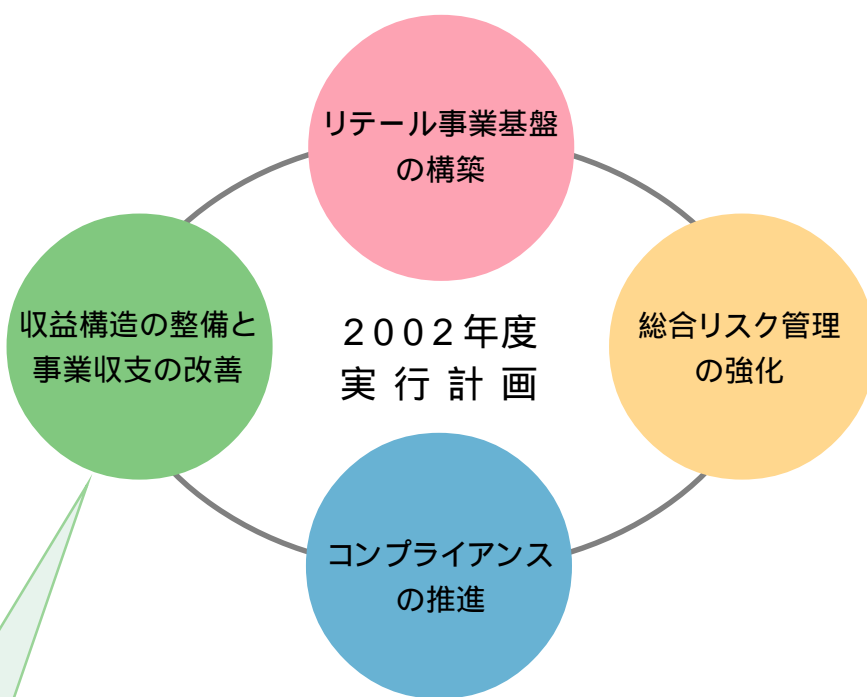 リテール事業基盤
の構築
収益構造の整備と
事業収支の改善
2002年度
実行計画
総合リスク管理
の強化
コンプライアンス
の推進